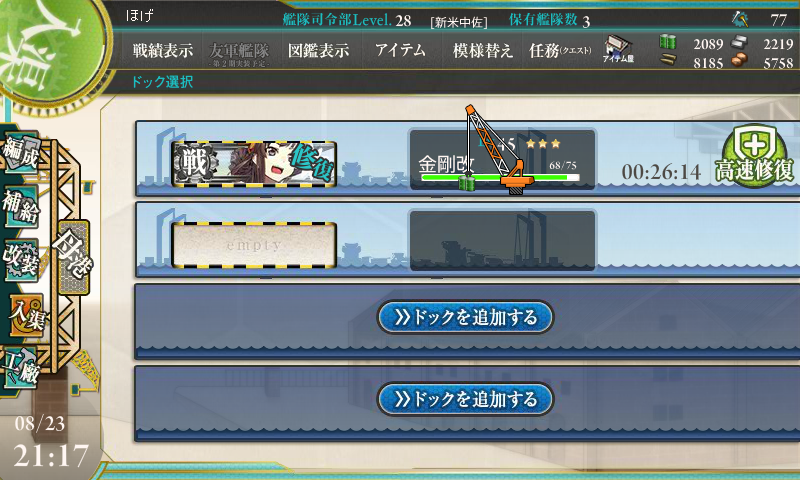 ほげ
艦隊司令部Level. 28 [新米中佐] 保有艦隊数 3 77
戦績表示 友軍艦隊 図鑑表示 アイテム 模様替え 任務(クエスト) アイテム屋
第2期実装予定
2089 2219
8185 5758
入渠
ドック選択
編成
補給
改装
入渠
工廠
母港
戦 修復
金剛改
68/75
00:26:14
高速修復
empty
ドックを追加する
ドックを追加する
08/23
21:17